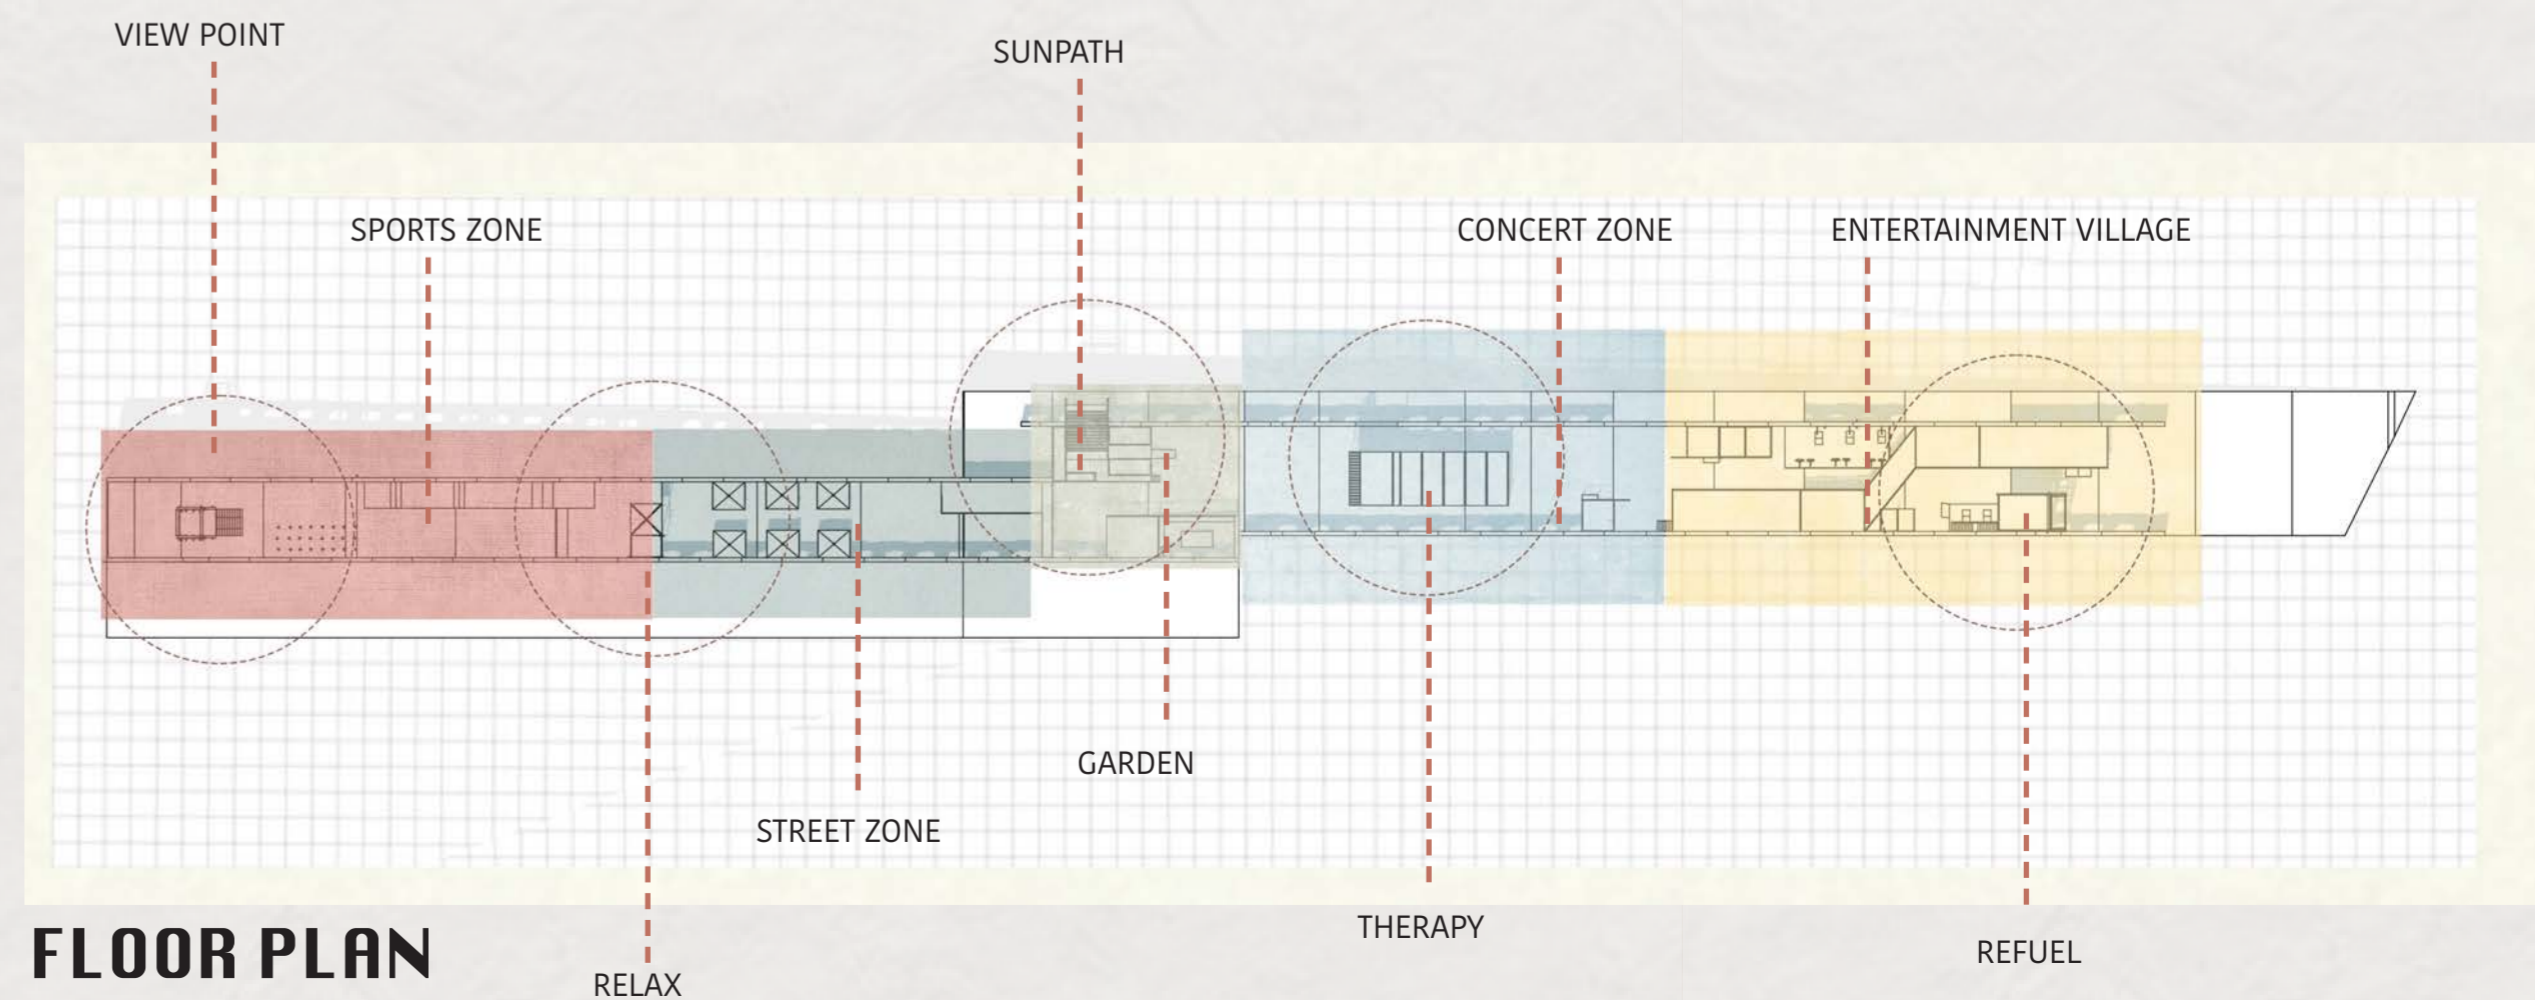 VIEW POINT
SUNPATH
SPORTS ZONE
CONCERT ZONE
ENTERTAINMENT VILLAGE
GARDEN
STREET ZONE
THERAPY
REFUEL
FLOOR PLAN
RELAX